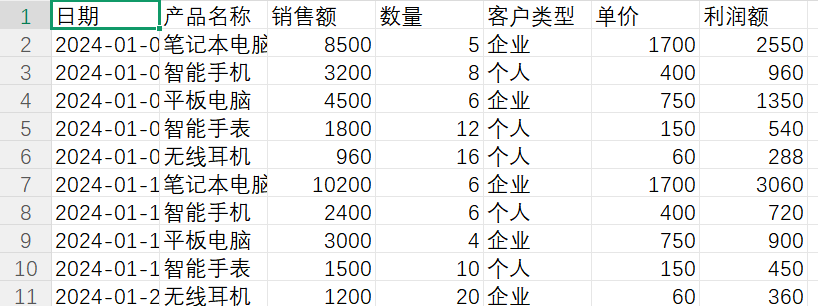 1 日期 产品名称 销售额 数量 客户类型 单价 利润额
2 2024-01-0 笔记本电脑 8500 5 企业 1700 2550
3 2024-01-0 智能手机 3200 8 个人 400 960
4 2024-01-0 平板电脑 4500 6 企业 750 1350
5 2024-01-0 智能手表 1800 12 个人 150 540
6 2024-01-0 无线耳机 960 16 个人 60 288
7 2024-01-1 笔记本电脑 10200 6 企业 1700 3060
8 2024-01-1 智能手机 2400 6 个人 400 720
9 2024-01-1 平板电脑 3000 4 企业 750 900
10 2024-01-1 智能手表 1500 10 个人 150 450
11 2024-01-2 无线耳机 1200 20 企业 60 360